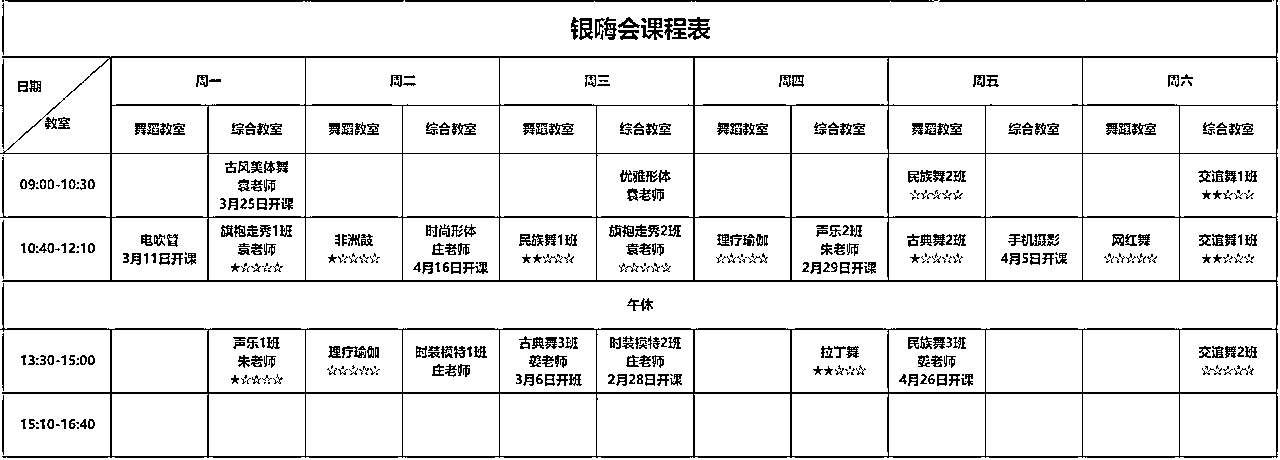 银嗨会课程表
日期
教室
周一
周二
周三
周四
周五
周六
舞蹈教室
综合教室
舞蹈教室
综合教室
舞蹈教室
综合教室
舞蹈教室
综合教室
舞蹈教室
综合教室
舞蹈教室
综合教室
09:00-10:30
古风美体舞
袁老师
3月25日开课
优雅形体
袁老师
民族舞2班
☆☆☆☆☆
交谊舞1班
★★☆☆☆
10:40-12:10
电吹管
3月11日开课
旗袍走秀1班
袁老师
★☆☆☆☆
非洲鼓
★☆☆☆☆
时尚形体
庄老师
4月16日开课
民族舞1班
★★☆☆☆
旗袍走秀2班
袁老师
☆☆☆☆☆
理疗瑜伽
☆☆☆☆☆
声乐2班
朱老师
2月29日开课
古典舞2班
★☆☆☆☆
手机摄影
4月5日开课
网红舞
☆☆☆☆☆
交谊舞1班
★★☆☆☆
午休
13:30-15:00
声乐1班
朱老师
★☆☆☆☆
理疗瑜伽
☆☆☆☆☆
时装模特1班
庄老师
古典舞3班
姜老师
3月6日开班
时装模特2班
庄老师
2月28日开课
拉丁舞
★★☆☆☆
民族舞3班
姜老师
4月26日开课
交谊舞2班
☆☆☆☆☆
15:10-16:40